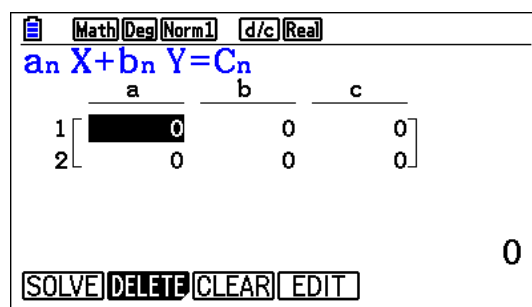 Math Deg Norm1 d/c Real
an X+bn Y=Cn
a b c
1 0 0 0
2 0 0 0
0
SOLVE DELETE CLEAR EDIT